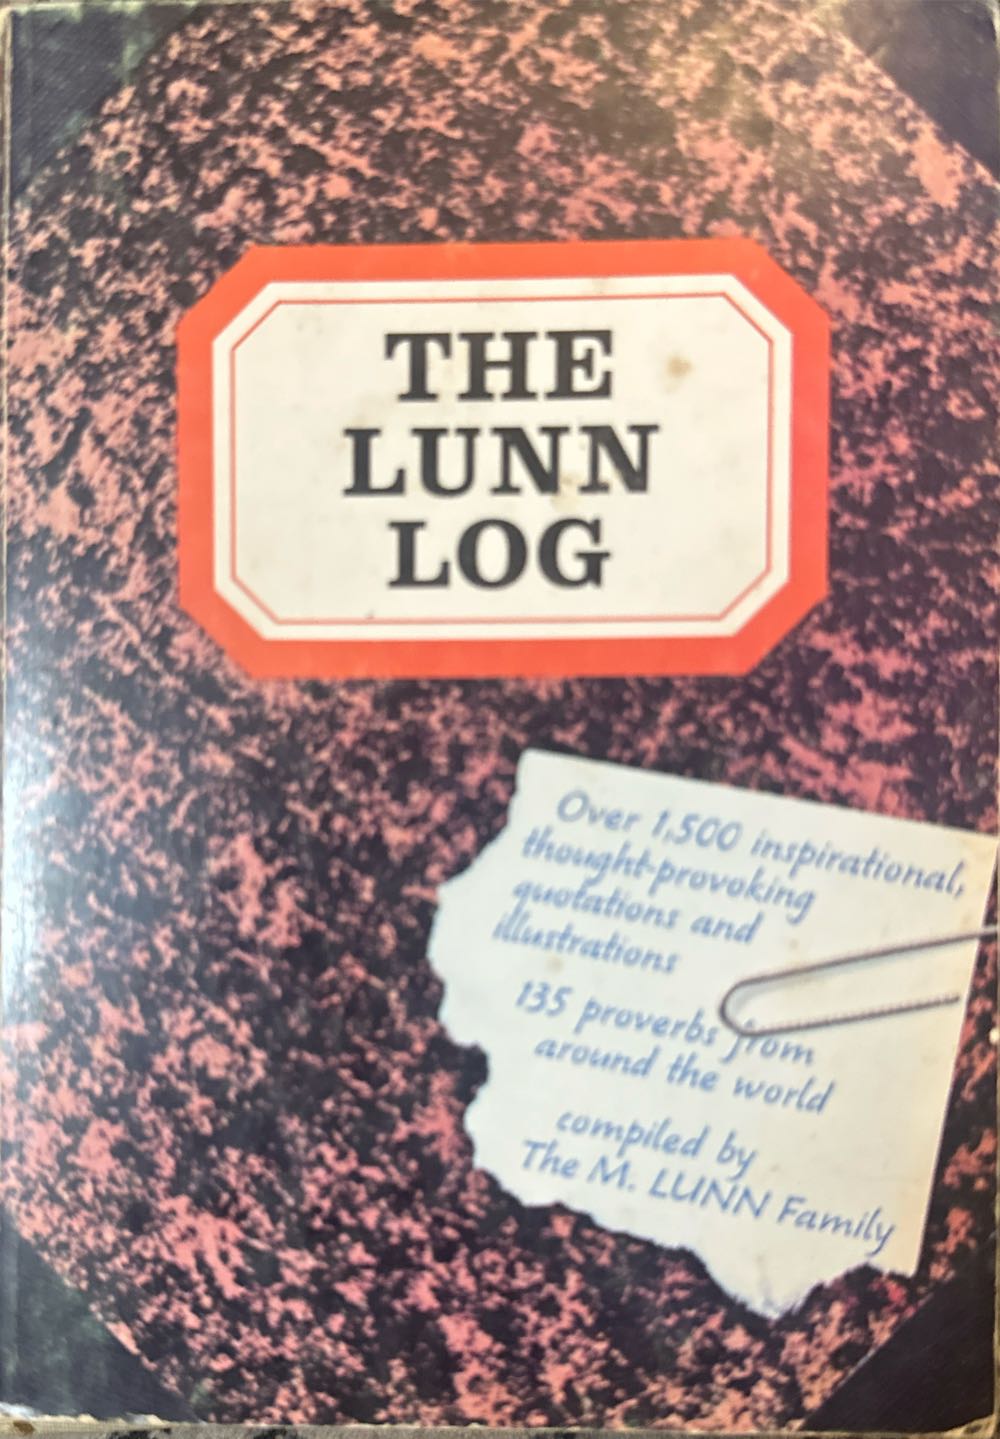 THE
LUNN
LOG
Over 1,500 inspirational,
thought-provoking
quotations and
illustrations
135 proverbs from
around the world
compiled by
The M. LUNN Family